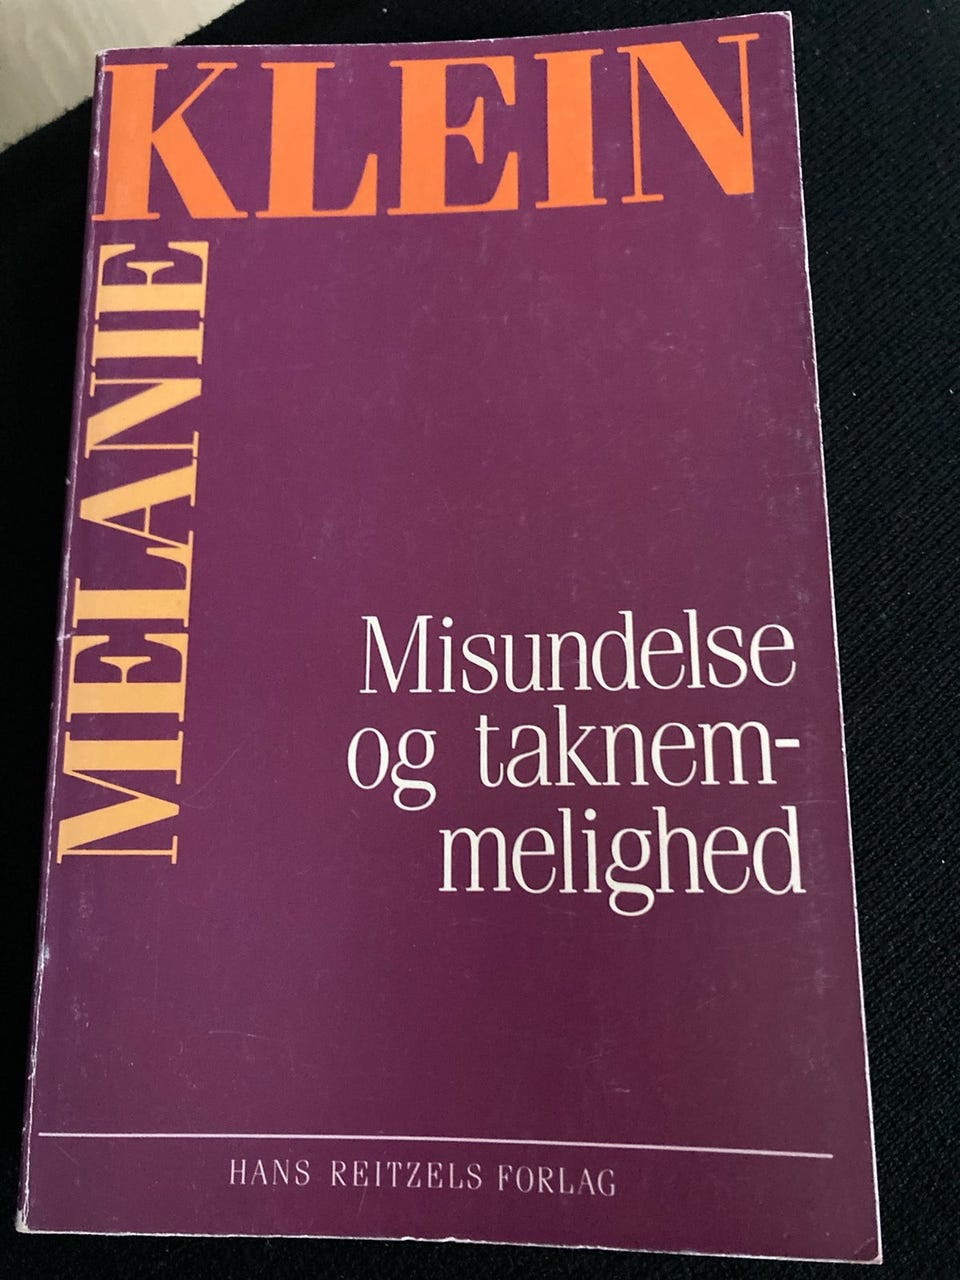 KLEIN
MELANIE
Misundelse
og taknem-
melighed
HANS REITZELS FORLAG